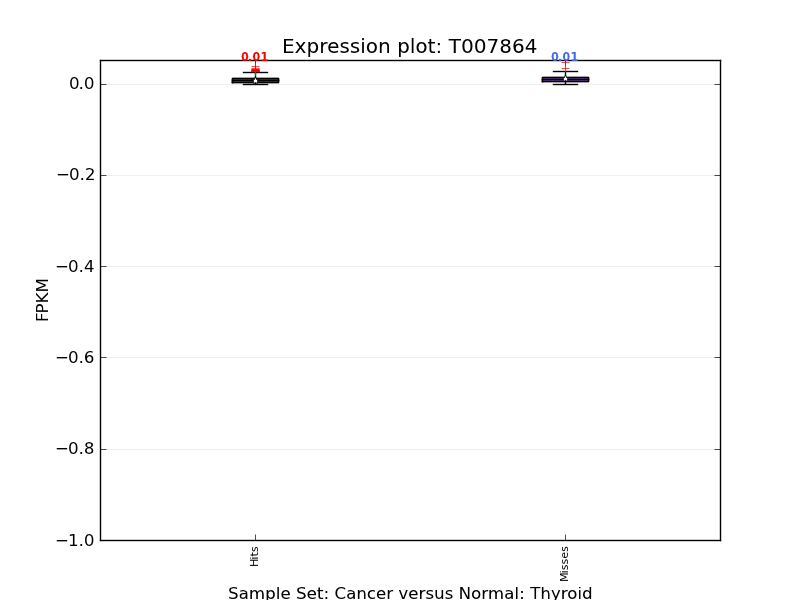 Expression plot: T007864
0.01
0.01
0.0
−0.2
−0.4
−0.6
−0.8
−1.0
FPKM
Hits
Misses
Sample Set: Cancer versus Normal: Thyroid